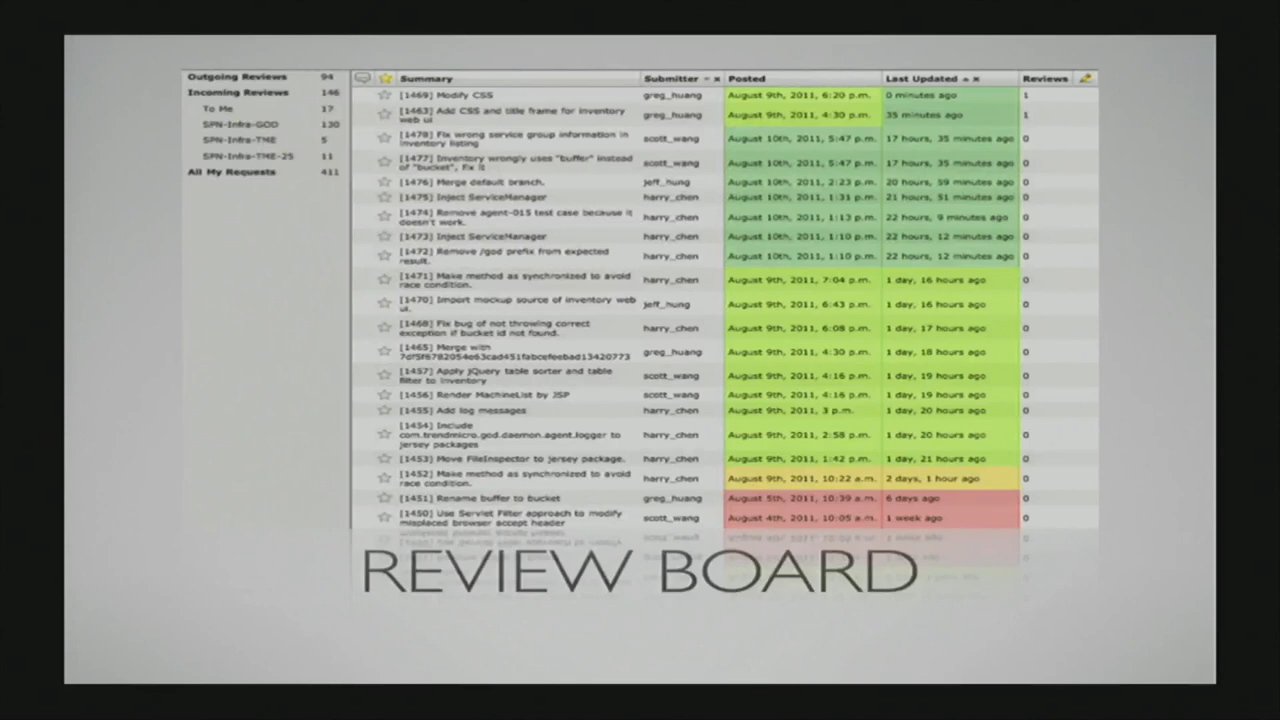 Outgoing Reviews 94
Incoming Reviews 146
To Me 17
SPN-Infra-GOD 130
SPN-Infra-TME 5
SPN-Infra-TME-25 11
All My Requests 411
Summary Submitter Posted Last Updated Reviews
[1469] Modify CSS greg_huang August 9th, 2011, 6:20 p.m. 0 minutes ago 1
[1463] Add CSS and title frame for inventory
web ui greg_huang August 9th, 2011, 4:30 p.m. 35 minutes ago 1
[1478] Fix wrong service group information in
inventory listing scott_wang August 10th, 2011, 5:47 p.m. 17 hours, 35 minutes ago 0
[1477] Inventory wrongly uses "buffer" instead
of "bucket", fix it scott_wang August 10th, 2011, 5:47 p.m. 17 hours, 35 minutes ago 0
[1476] Merge default branch. jeff_hung August 10th, 2011, 2:23 p.m. 20 hours, 59 minutes ago 0
[1475] Inject ServiceManager harry_chen August 10th, 2011, 1:31 p.m. 21 hours, 51 minutes ago 0
[1474] Remove agent-015 test case because it
doesn't work. harry_chen August 10th, 2011, 1:13 p.m. 22 hours, 9 minutes ago 0
[1473] Inject ServiceManager harry_chen August 10th, 2011, 1:10 p.m. 22 hours, 12 minutes ago 0
[1472] Remove /god prefix from expected
result. harry_chen August 10th, 2011, 1:10 p.m. 22 hours, 12 minutes ago 0
[1471] Make method as synchronized to avoid
race condition. harry_chen August 9th, 2011, 7:04 p.m. 1 day, 16 hours ago 0
[1470] Import mockup source of inventory web
ui. jeff_hung August 9th, 2011, 6:43 p.m. 1 day, 16 hours ago 0
[1468] Fix bug of not throwing correct
exception if bucket id not found. harry_chen August 9th, 2011, 6:08 p.m. 1 day, 17 hours ago 0
[1465] Merge with
7df5f6782054e63cad451fabcefeebad13420773 greg_huang August 9th, 2011, 4:30 p.m. 1 day, 18 hours ago 0
[1457] Apply jQuery table sorter and table
filter to inventory scott_wang August 9th, 2011, 4:16 p.m. 1 day, 19 hours ago 0
[1456] Render MachineList by JSP scott_wang August 9th, 2011, 4:16 p.m. 1 day, 19 hours ago 0
[1455] Add log messages harry_chen August 9th, 2011, 3 p.m. 1 day, 20 hours ago 0
[1454] Include
com.trendmicro.god.daemon.agent.logger to
jersey packages harry_chen August 9th, 2011, 2:58 p.m. 1 day, 20 hours ago 0
[1453] Move FileInspector to jersey package. harry_chen August 9th, 2011, 1:42 p.m. 1 day, 21 hours ago 0
[1452] Make method as synchronized to avoid
race condition. harry_chen August 9th, 2011, 10:22 a.m. 2 days, 1 hour ago 0
[1451] Rename buffer to bucket greg_huang August 5th, 2011, 10:39 a.m. 6 days ago 0
[1450] Use Servlet Filter approach to modify
misplaced browser accept header scott_wang August 4th, 2011, 10:05 a.m. 1 week ago 0
REVIEW BOARD